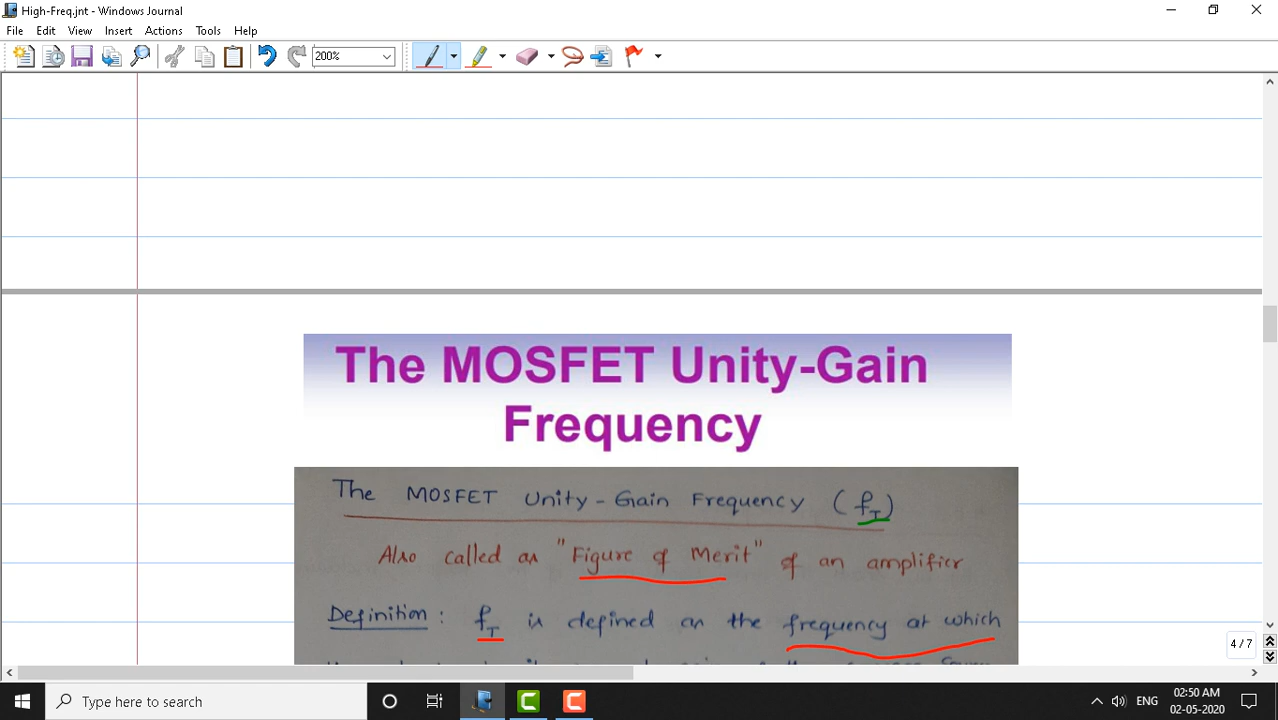 High-Freq.jnt - Windows Journal
File Edit View Insert Actions Tools Help
200%
The MOSFET Unity-Gain
Frequency
The MOSFET Unity-Gain Frequency (fT)
Also called as "Figure of Merit" of an amplifier
Definition: fT is defined as the frequency at which
4 / 7
Type here to search
ENG
02:50 AM
02-05-2020